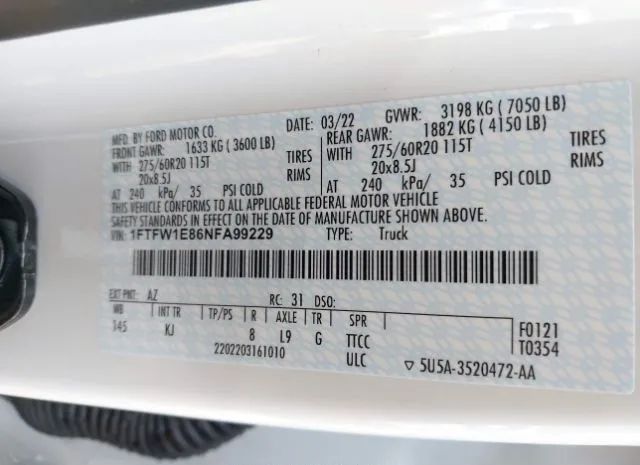 MFD. BY FORD MOTOR CO.
DATE: 03/22 GVWR: 3198 KG ( 7050 LB)
FRONT GAWR: 1633 KG ( 3600 LB)
REAR GAWR: 1882 KG ( 4150 LB)
WITH 275/60R20 115T TIRES
WITH 275/60R20 115T TIRES
20x8.5J RIMS
20x8.5J RIMS
AT 240 kPa/ 35 PSI COLD
AT 240 kPa/ 35 PSI COLD
THIS VEHICLE CONFORMS TO ALL APPLICABLE FEDERAL MOTOR VEHICLE
SAFETY STANDARDS IN EFFECT ON THE DATE OF MANUFACTURE SHOWN ABOVE.
VIN: 1FTFW1E86NFA99229 TYPE: Truck
EXT PNT: AZ RC: 31 DSO:
WB INT TR TP/PS R AXLE TR SPR
145 KJ 8 L9 G TTCC
2202203161010 ULC
F0121
T0354
▽ 5U5A-3520472-AA